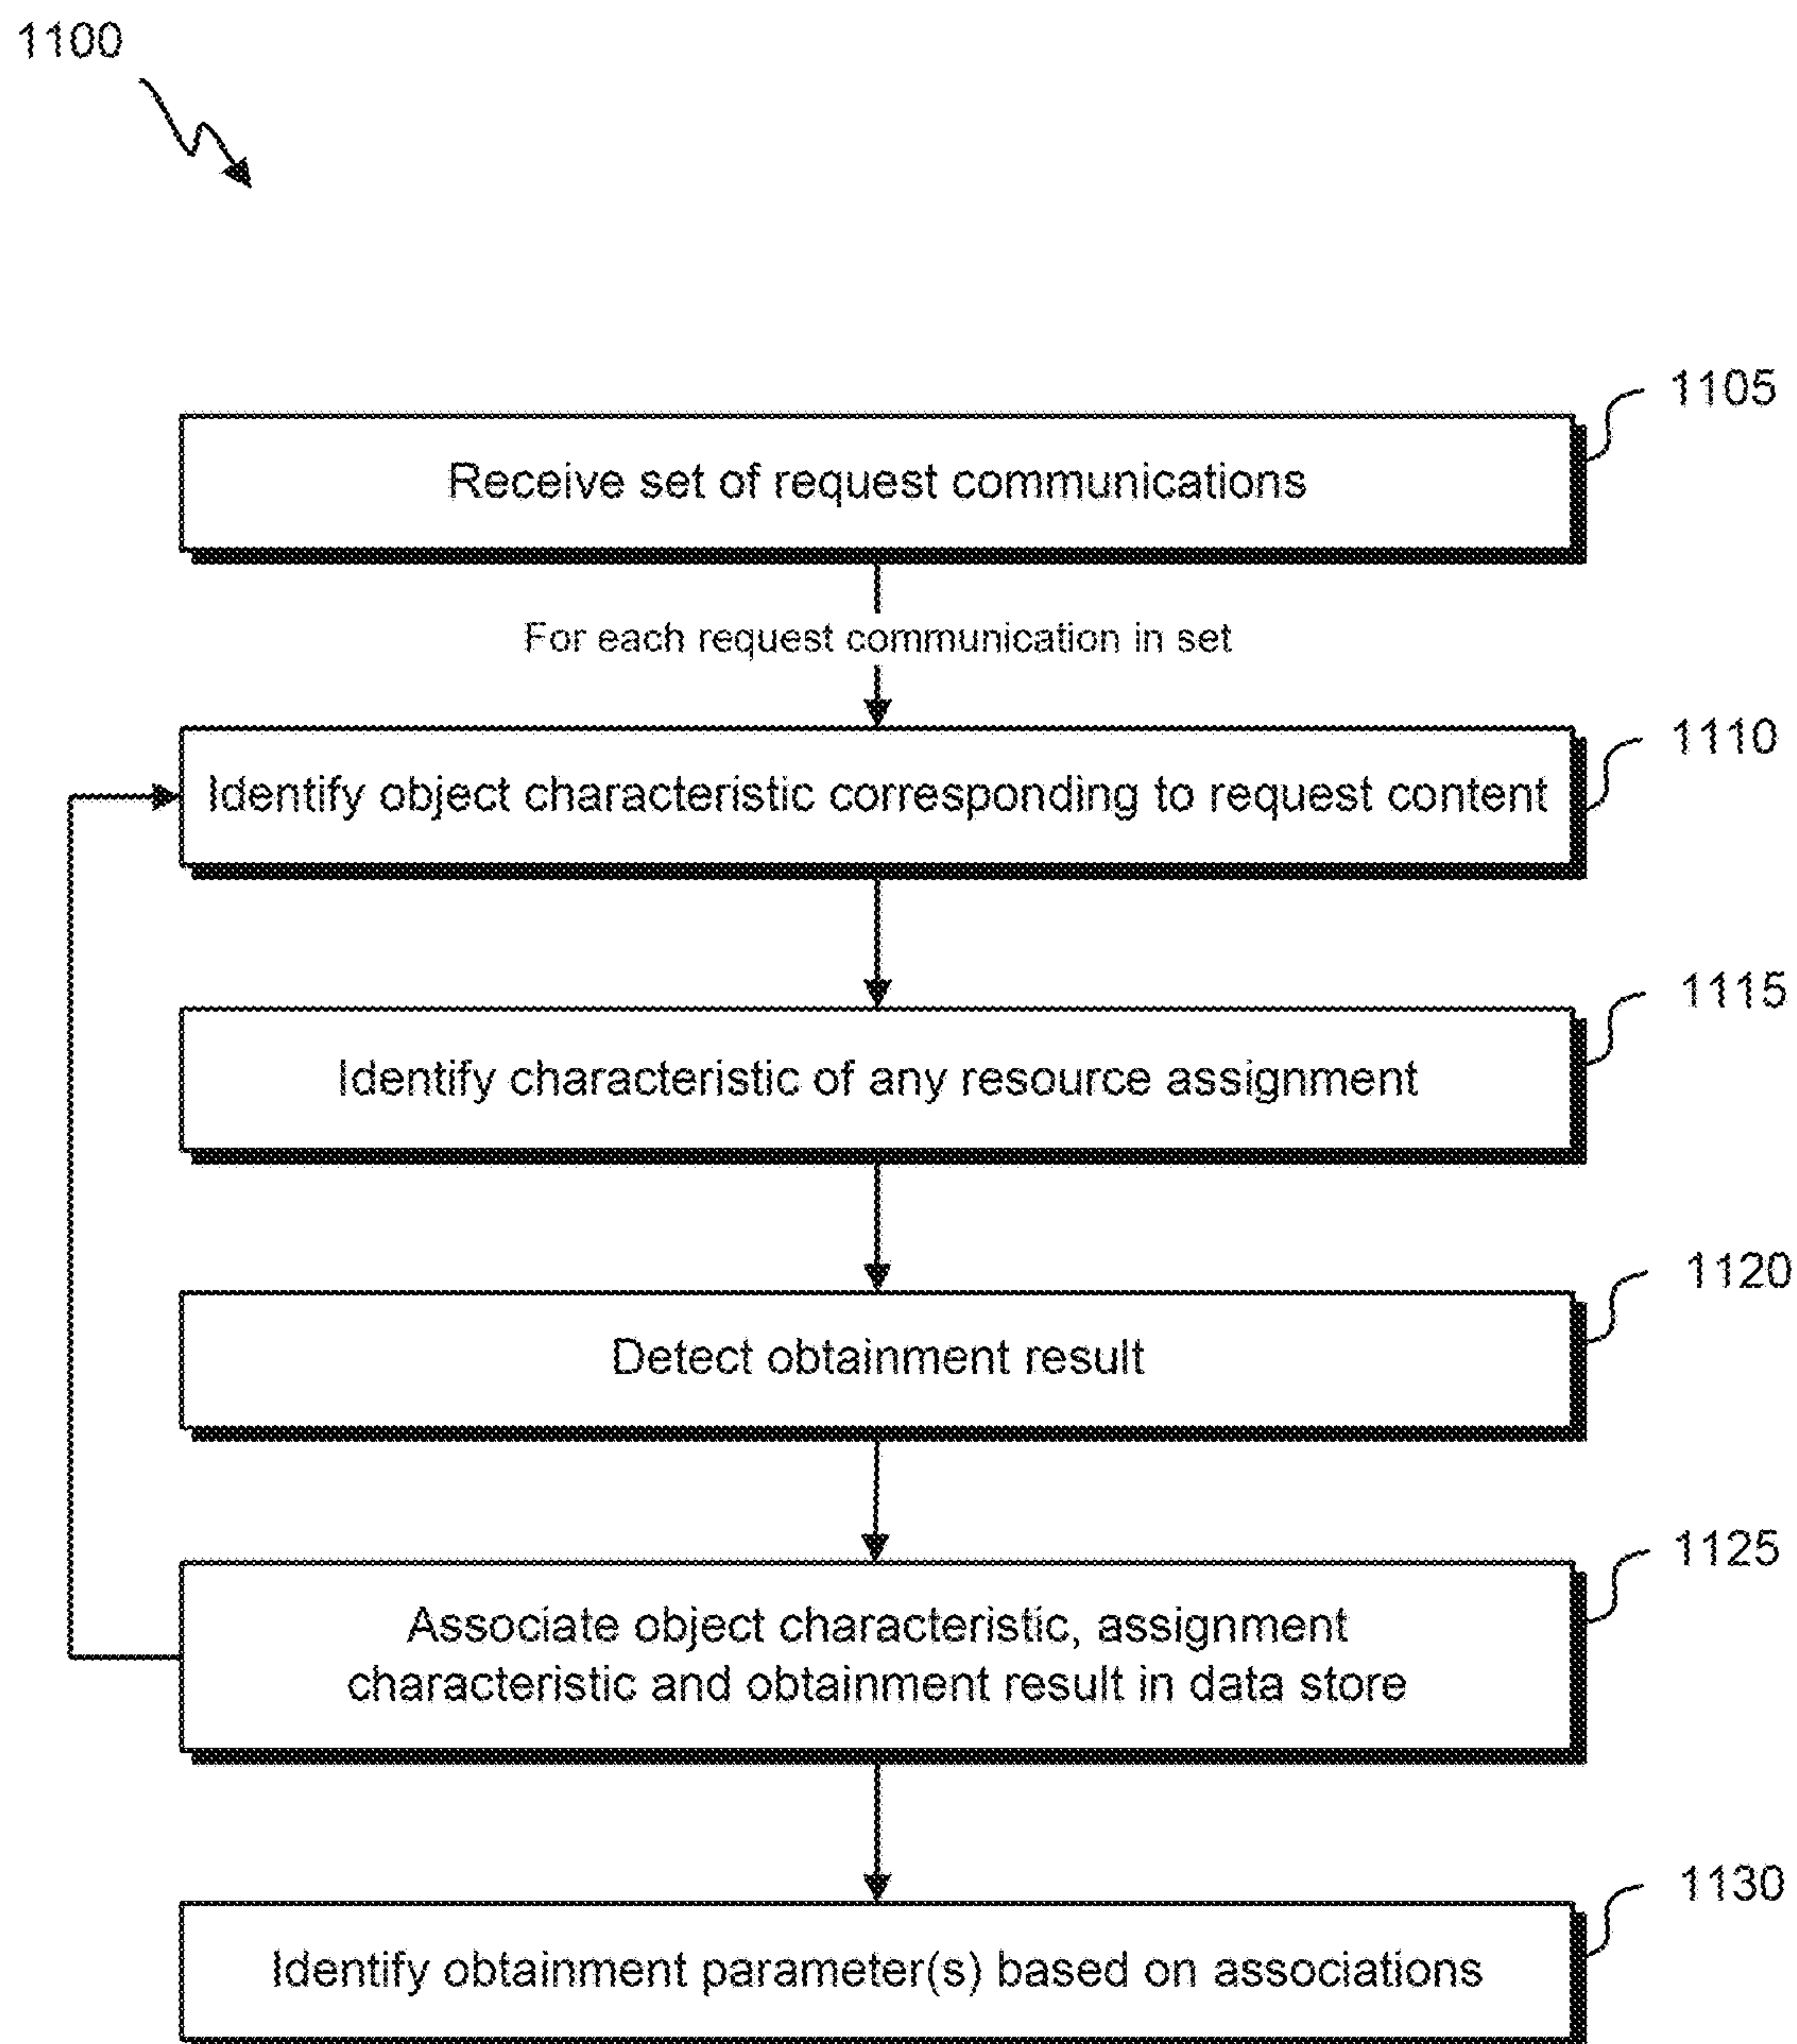 1100
1105
Receive set of request communications
For each request communication in set
1110
Identify object characteristic corresponding to request content
1115
Identify characteristic of any resource assignment
1120
Detect obtainment result
1125
Associate object characteristic, assignment
characteristic and obtainment result in data store
1130
Identify obtainment parameter(s) based on associations